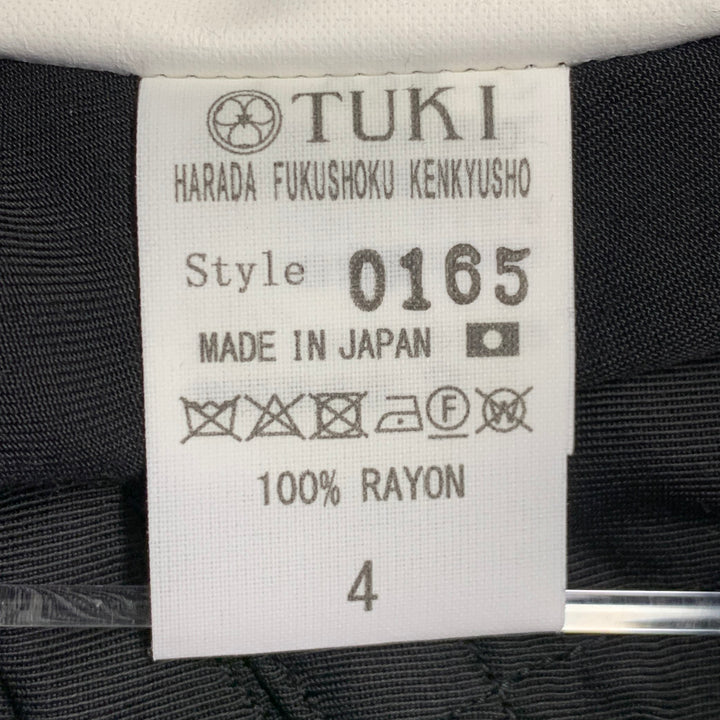 TUKI
HARADA FUKUSHOKU KENKYUSHO
Style 0165
MADE IN JAPAN
F W
100% RAYON
4